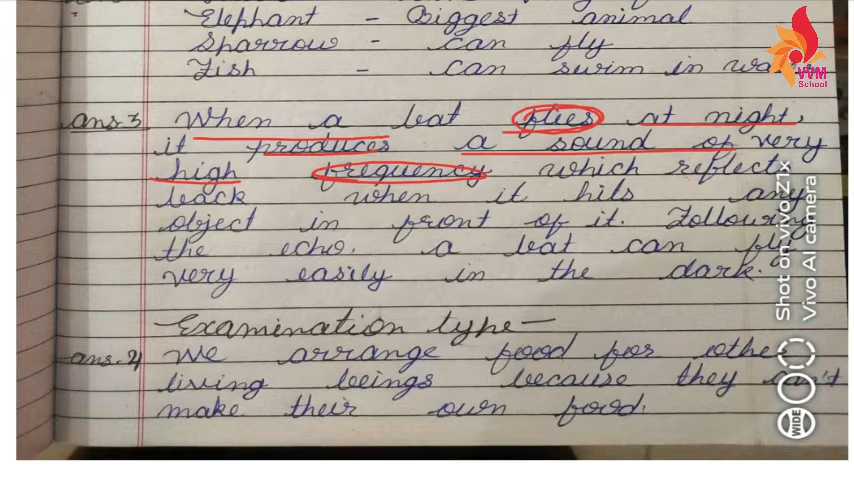 Elephant - Biggest animal
Sparrow - can fly
Fish - can swim in water
VVM
School
ans-3 When a bat flies at night,
it produces a sound of very
high frequency which reflect
back when it hits any
object in front of it. Following
the echo. a bat can fly
very easily in the dark.
Examination type-
ans-4 We arrange food for other
living beings because they can't
make their own food.
Shot on vivo Z1x
Vivo AI camera
WIDE